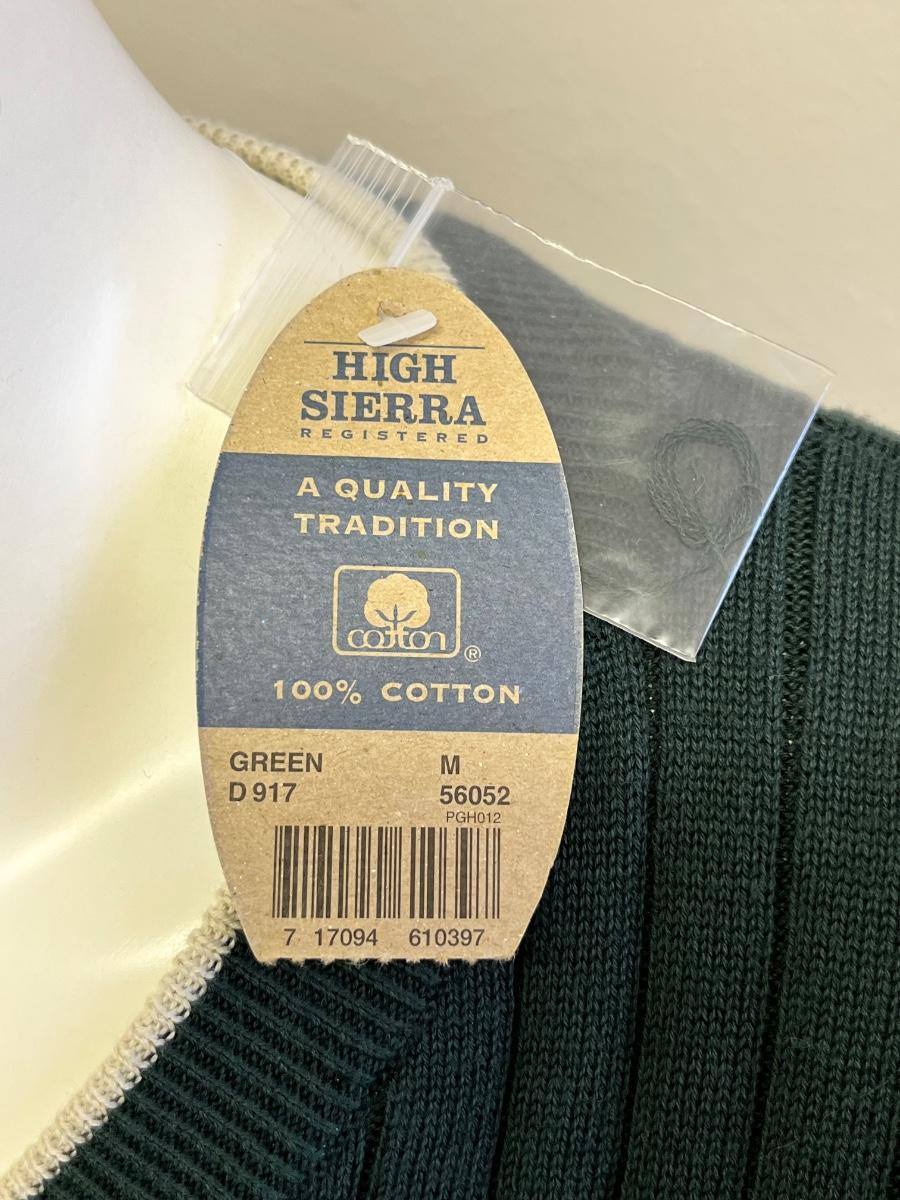 HIGH
SIERRA
REGISTERED
A QUALITY
TRADITION
cotton ®
100% COTTON
GREEN M
D 917 56052
PGH012
7 17094 610397